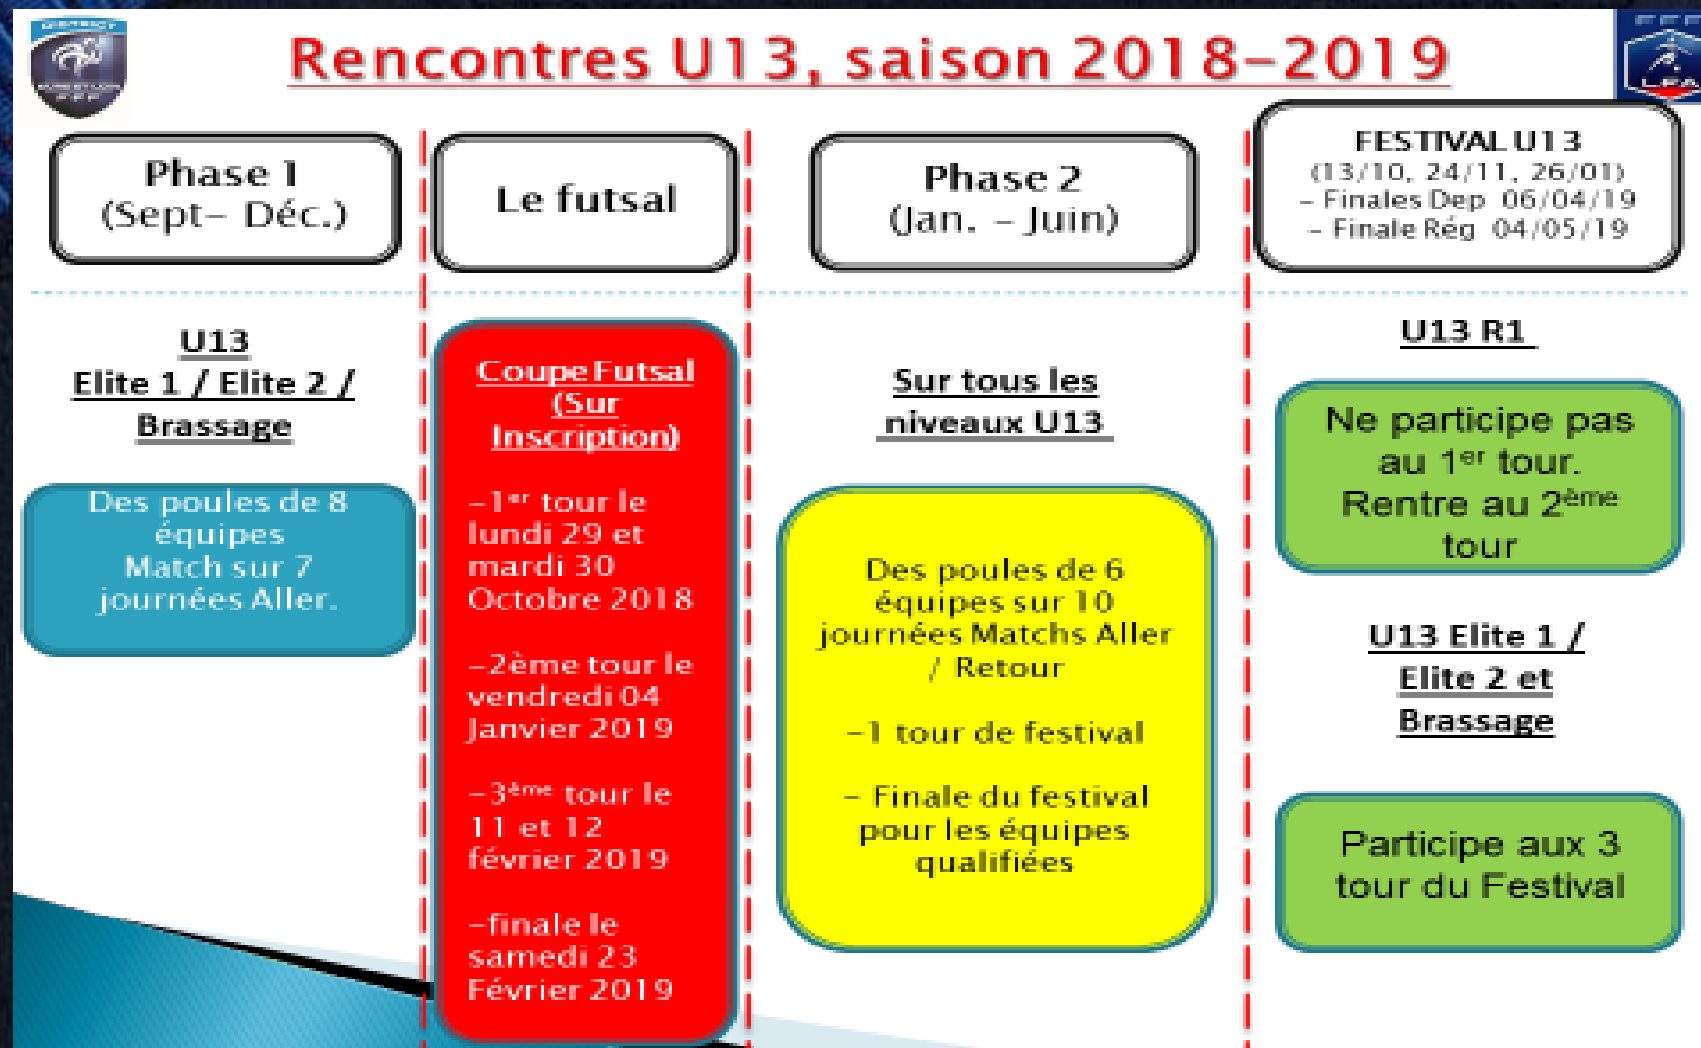 DISTRICT
EURE ET LOIR
FFF
Rencontres U13, saison 2018–2019
FFF
LFA
Phase 1
(Sept– Déc.)
Le futsal
Phase 2
(Jan. – Juin)
FESTIVAL U13
(13/10, 24/11, 26/01)
– Finales Dep 06/04/19
– Finale Rég 04/05/19
U13
Elite 1 / Elite 2 /
Brassage
Des poules de 8
équipes
Match sur 7
journées Aller.
Coupe Futsal
(Sur
Inscription)
–1er tour le
lundi 29 et
mardi 30
Octobre 2018
–2ème tour le
vendredi 04
Janvier 2019
–3ème tour le
11 et 12
février 2019
–finale le
samedi 23
Février 2019
Sur tous les
niveaux U13
Des poules de 6
équipes sur 10
journées Matchs Aller
/ Retour
–1 tour de festival
– Finale du festival
pour les équipes
qualifiées
U13 R1
Ne participe pas
au 1er tour.
Rentre au 2ème
tour
U13 Elite 1 /
Elite 2 et
Brassage
Participe aux 3
tour du Festival